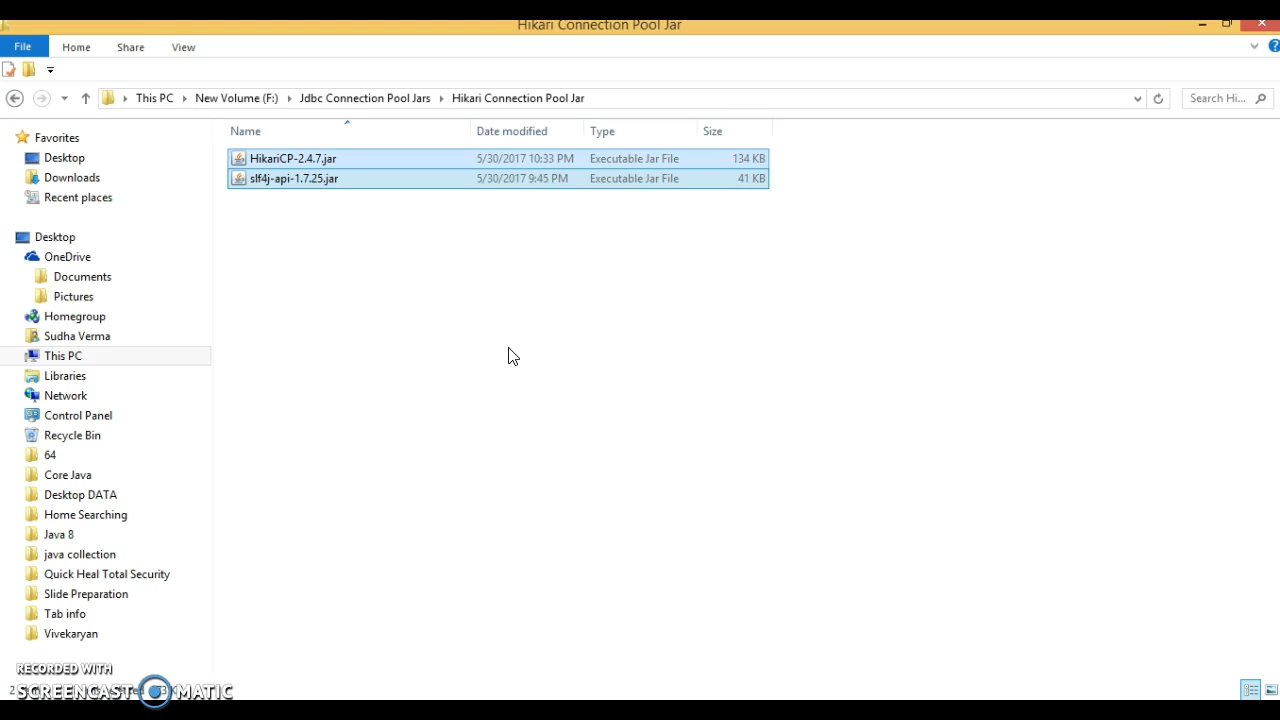 Hikari Connection Pool Jar
File Home Share View
This PC New Volume (F:) Jdbc Connection Pool Jars Hikari Connection Pool Jar Search Hi...
Name Date modified Type Size
HikariCP-2.4.7.jar 5/30/2017 10:33 PM Executable Jar File 134 KB
slf4j-api-1.7.25.jar 5/30/2017 9:45 PM Executable Jar File 41 KB
Favorites
Desktop
Downloads
Recent places
Desktop
OneDrive
Documents
Pictures
Homegroup
Sudha Verma
This PC
Libraries
Network
Control Panel
Recycle Bin
64
Core Java
Desktop DATA
Home Searching
Java 8
java collection
Quick Heal Total Security
Slide Preparation
Tab info
Vivekaryan
RECORDED WITH
SCREENCAST MATIC